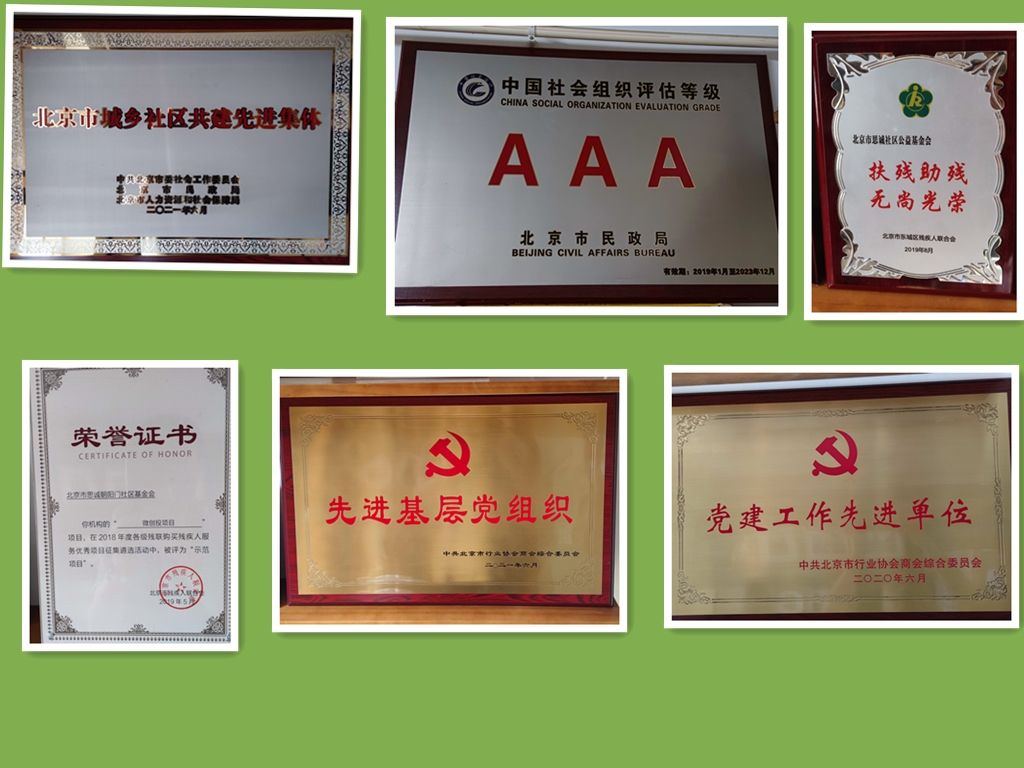 北京市城乡社区共建先进集体
中共北京市委社会工作委员会
北京市民政局
北京市人力资源和社会保障局
二〇二一年六月
中国社会组织评估等级
CHINA SOCIAL ORGANIZATION EVALUATION GRADE
AAA
北京市民政局
BEIJING CIVIL AFFAIRS BUREAU
有效期：2019年1月至2023年12月
北京市思诚社区公益基金会
扶残助残
无尚光荣
北京市东城区残疾人联合会
2019年8月
荣誉证书
CERTIFICATE OF HONOR
北京市思诚朝阳门社区基金会
你机构的“ 微创投项目 ”
项目，在2018年度各级残联购买残疾人服
务优秀项目征集遴选活动中，被评为“示范
项目”。
北京市残疾人联合会
2019年5月
先进基层党组织
中共北京市行业协会商会综合委员会
二〇二一年六月
党建工作先进单位
中共北京市行业协会商会综合委员会
二〇二〇年六月